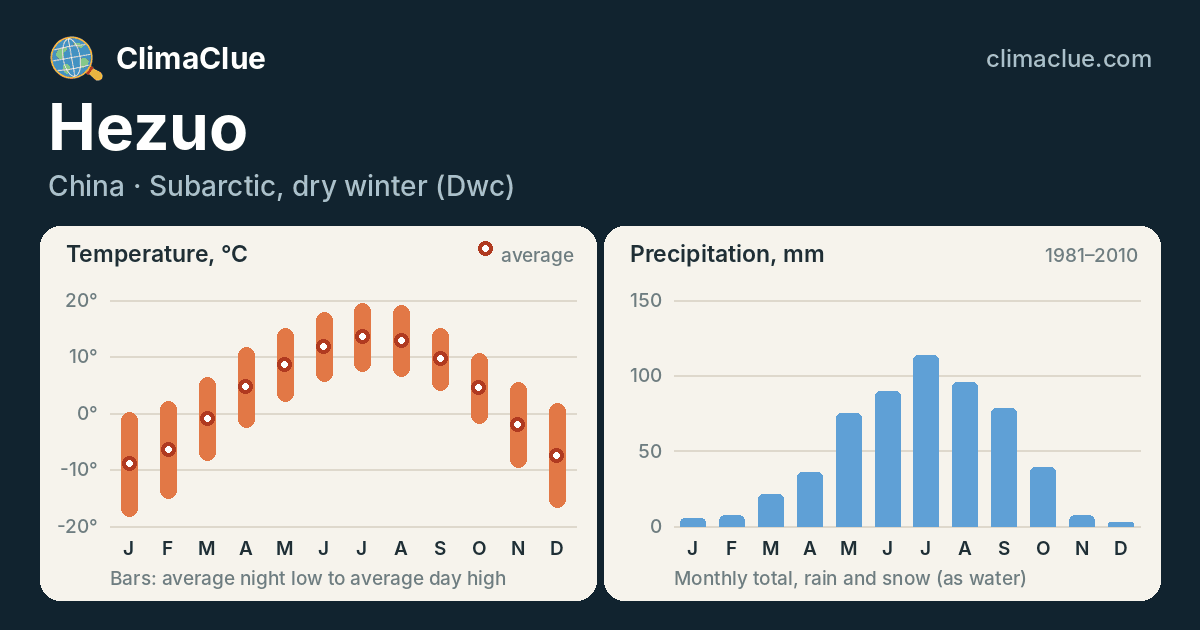 ClimaClue
climaclue.com
Hezuo
China · Subarctic, dry winter (Dwc)
Temperature, °C
average
20°
10°
0°
-10°
-20°
J F M A M J J A S O N D
Bars: average night low to average day high
Precipitation, mm
1981–2010
150
100
50
0
J F M A M J J A S O N D
Monthly total, rain and snow (as water)